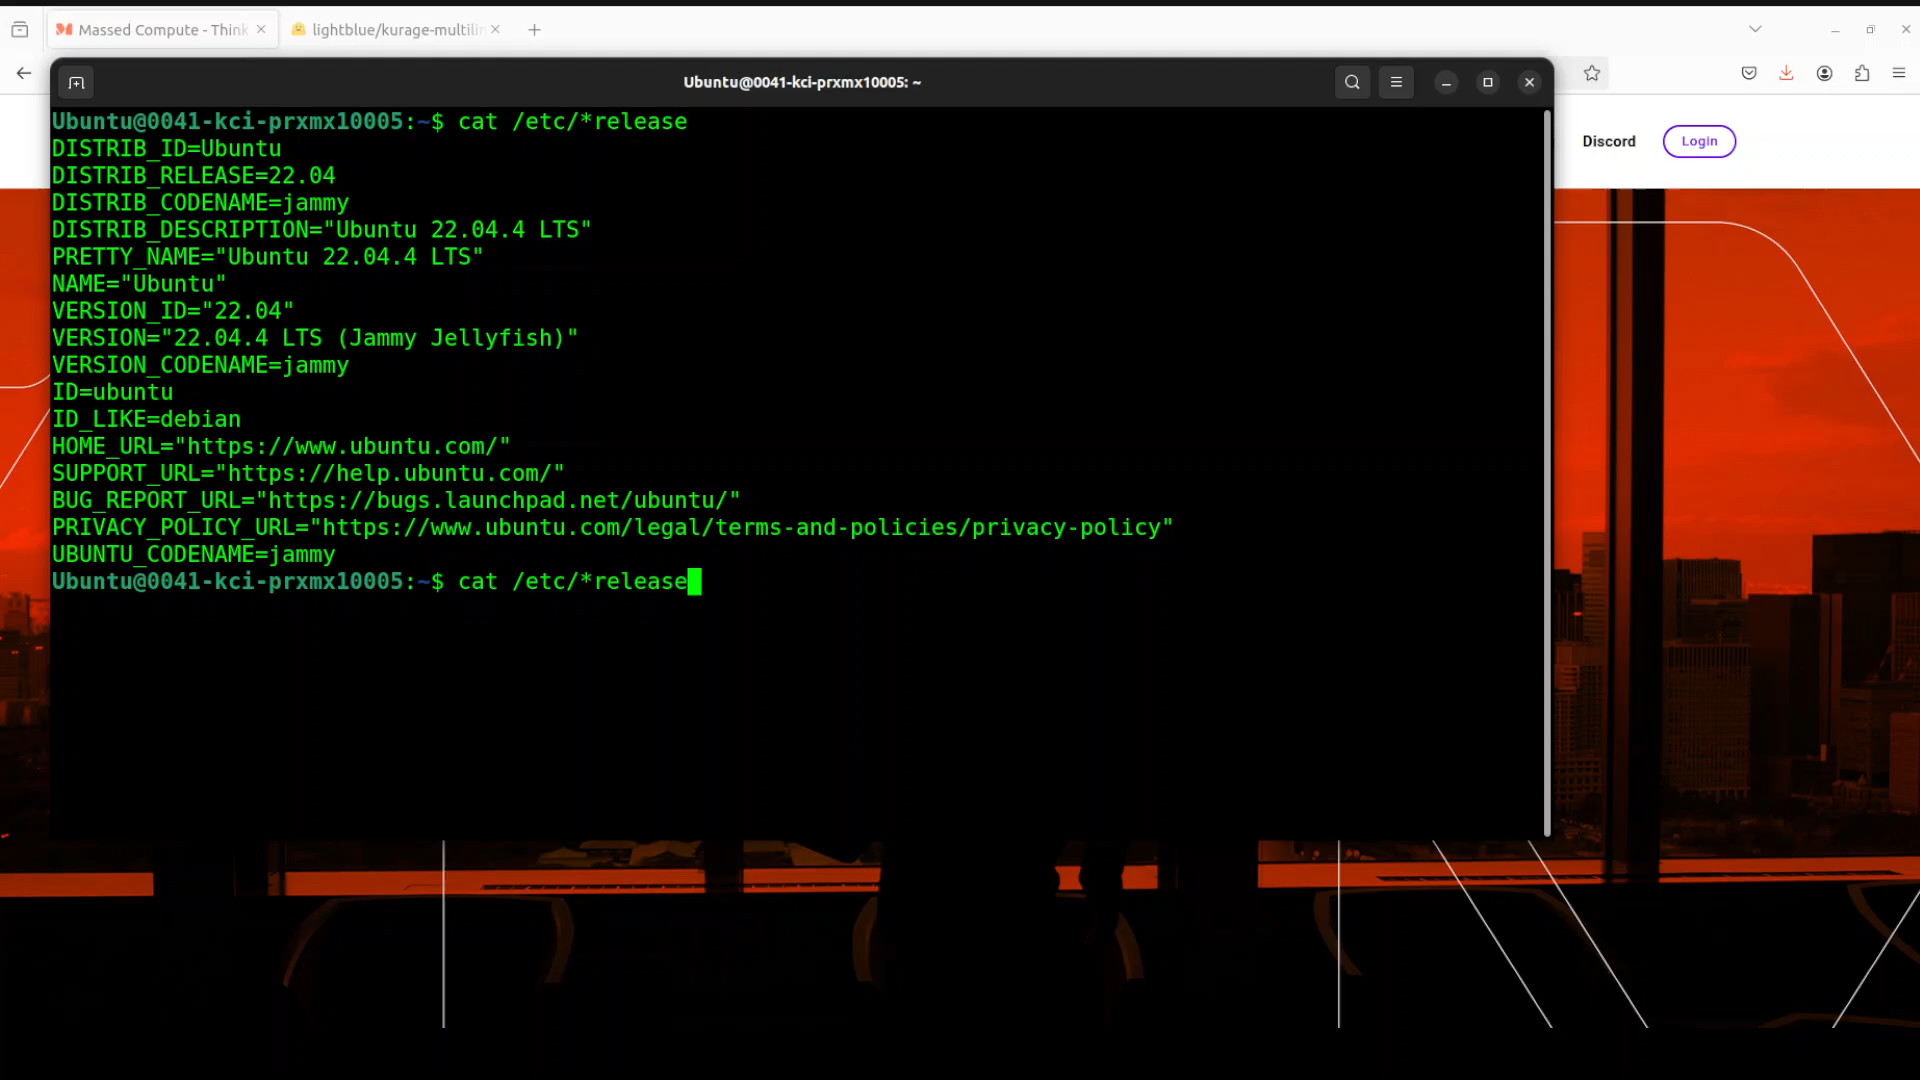 Massed Compute - Think
lightblue/kurage-multilin
Ubuntu@0041-kci-prxmx10005: ~
Discord
Login
Ubuntu@0041-kci-prxmx10005:~$ cat /etc/*release
DISTRIB_ID=Ubuntu
DISTRIB_RELEASE=22.04
DISTRIB_CODENAME=jammy
DISTRIB_DESCRIPTION="Ubuntu 22.04.4 LTS"
PRETTY_NAME="Ubuntu 22.04.4 LTS"
NAME="Ubuntu"
VERSION_ID="22.04"
VERSION="22.04.4 LTS (Jammy Jellyfish)"
VERSION_CODENAME=jammy
ID=ubuntu
ID_LIKE=debian
HOME_URL="https://www.ubuntu.com/"
SUPPORT_URL="https://help.ubuntu.com/"
BUG_REPORT_URL="https://bugs.launchpad.net/ubuntu/"
PRIVACY_POLICY_URL="https://www.ubuntu.com/legal/terms-and-policies/privacy-policy"
UBUNTU_CODENAME=jammy
Ubuntu@0041-kci-prxmx10005:~$ cat /etc/*release